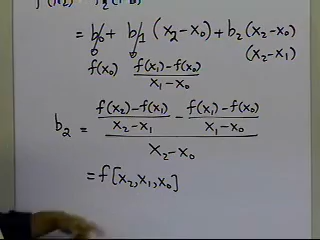 = b₀ + b₁ (x₂-x₀) + b₂ (x₂-x₀)
(x₂-x₁)
f(x₀) (f(x₁)-f(x₀))/(x₁-x₀)
b₂ = ((f(x₂)-f(x₁))/(x₂-x₁) - (f(x₁)-f(x₀))/(x₁-x₀))/(x₂-x₀)
= f[x₂,x₁,x₀]